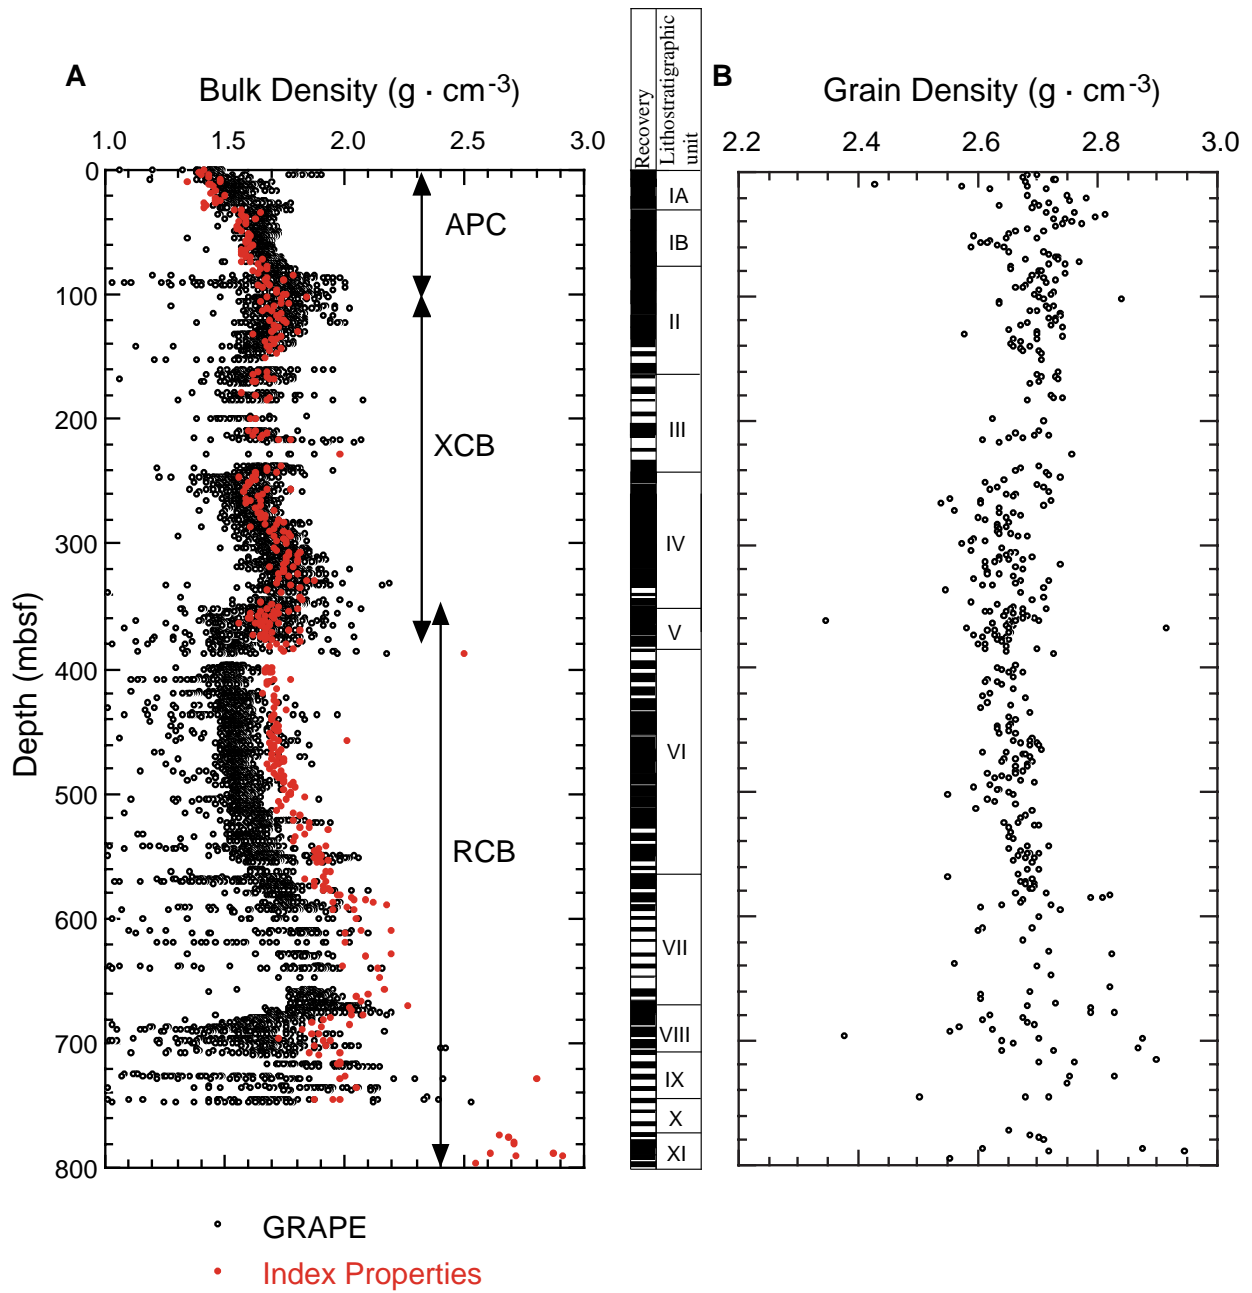 A
Bulk Density (g · cm-3)
1.0 1.5 2.0 2.5 3.0
Recovery
Lithostratigraphic
unit
B
Grain Density (g · cm-3)
2.2 2.4 2.6 2.8 3.0
Depth (mbsf)
0
100
200
300
400
500
600
700
800
APC
XCB
RCB
IA
IB
II
III
IV
V
VI
VII
VIII
IX
X
XI
GRAPE
Index Properties